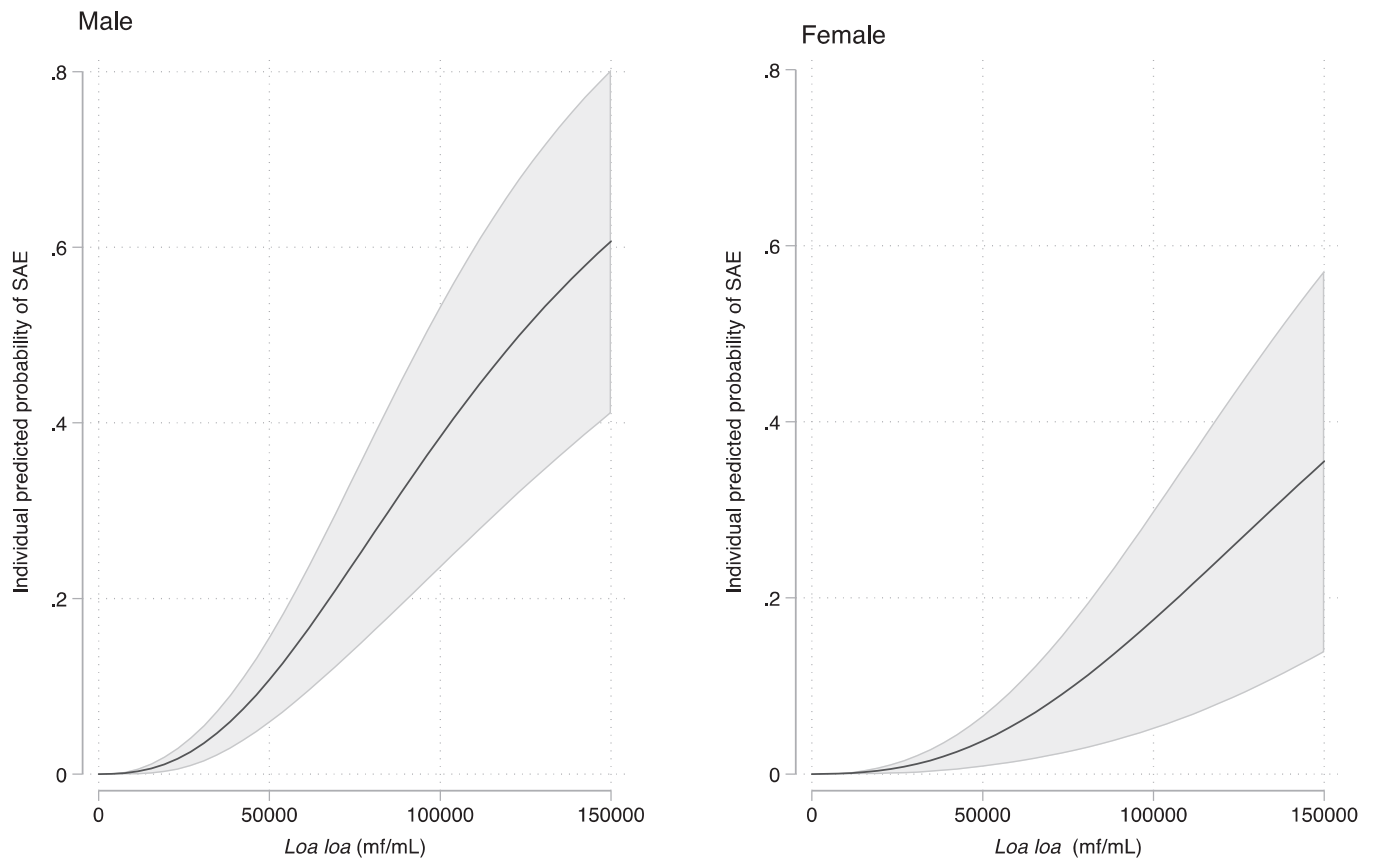 Male
Individual predicted probability of SAE
.8
.6
.4
.2
0
0 50000 100000 150000
Loa loa (mf/mL)
Female
Individual predicted probability of SAE
.8
.6
.4
.2
0
0 50000 100000 150000
Loa loa (mf/mL)